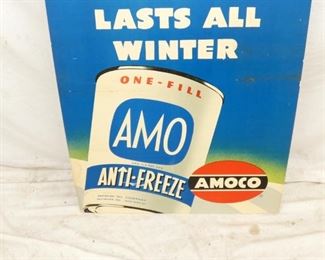 LASTS ALL
WINTER
ONE-FILL
AMO
ANTI-FREEZE
AMOCO